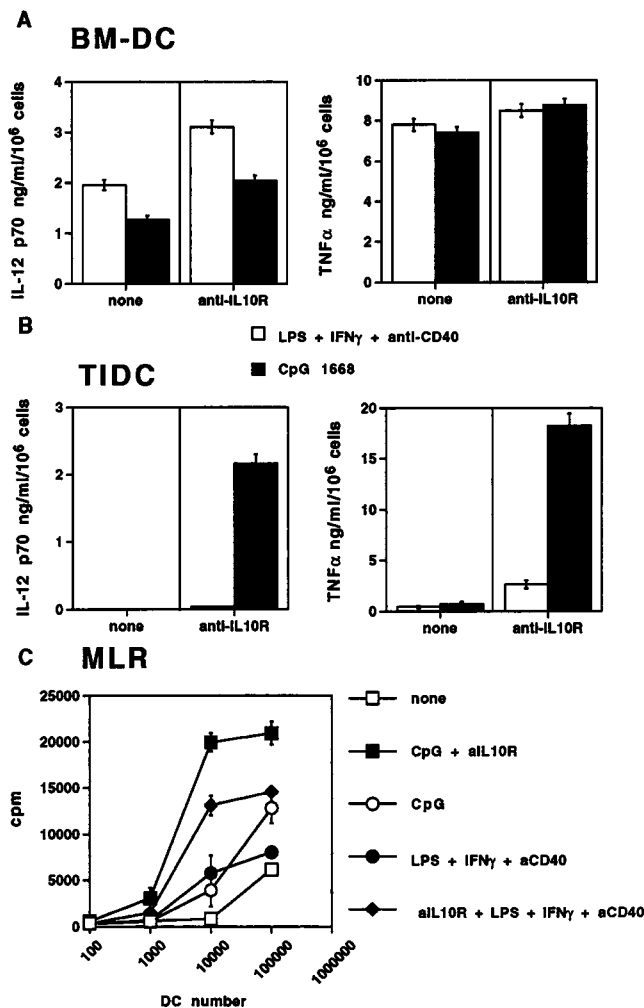 A
BM-DC
IL-12 p70 ng/ml/10⁶ cells
4
3
2
1
0
none
anti-IL10R
TNFα ng/ml/10⁶ cells
10
8
6
4
2
0
none
anti-IL10R
B
LPS + IFNγ + anti-CD40
CpG 1668
TIDC
IL-12 p70 ng/ml/10⁶ cells
3
2
1
0
none
anti-IL10R
TNFα ng/ml/10⁶ cells
20
15
10
5
0
none
anti-IL10R
C
MLR
cpm
25000
20000
15000
10000
5000
0
100
1000
10000
100000
1000000
DC number
none
CpG + aIL10R
CpG
LPS + IFNγ + aCD40
aIL10R + LPS + IFNγ + aCD40